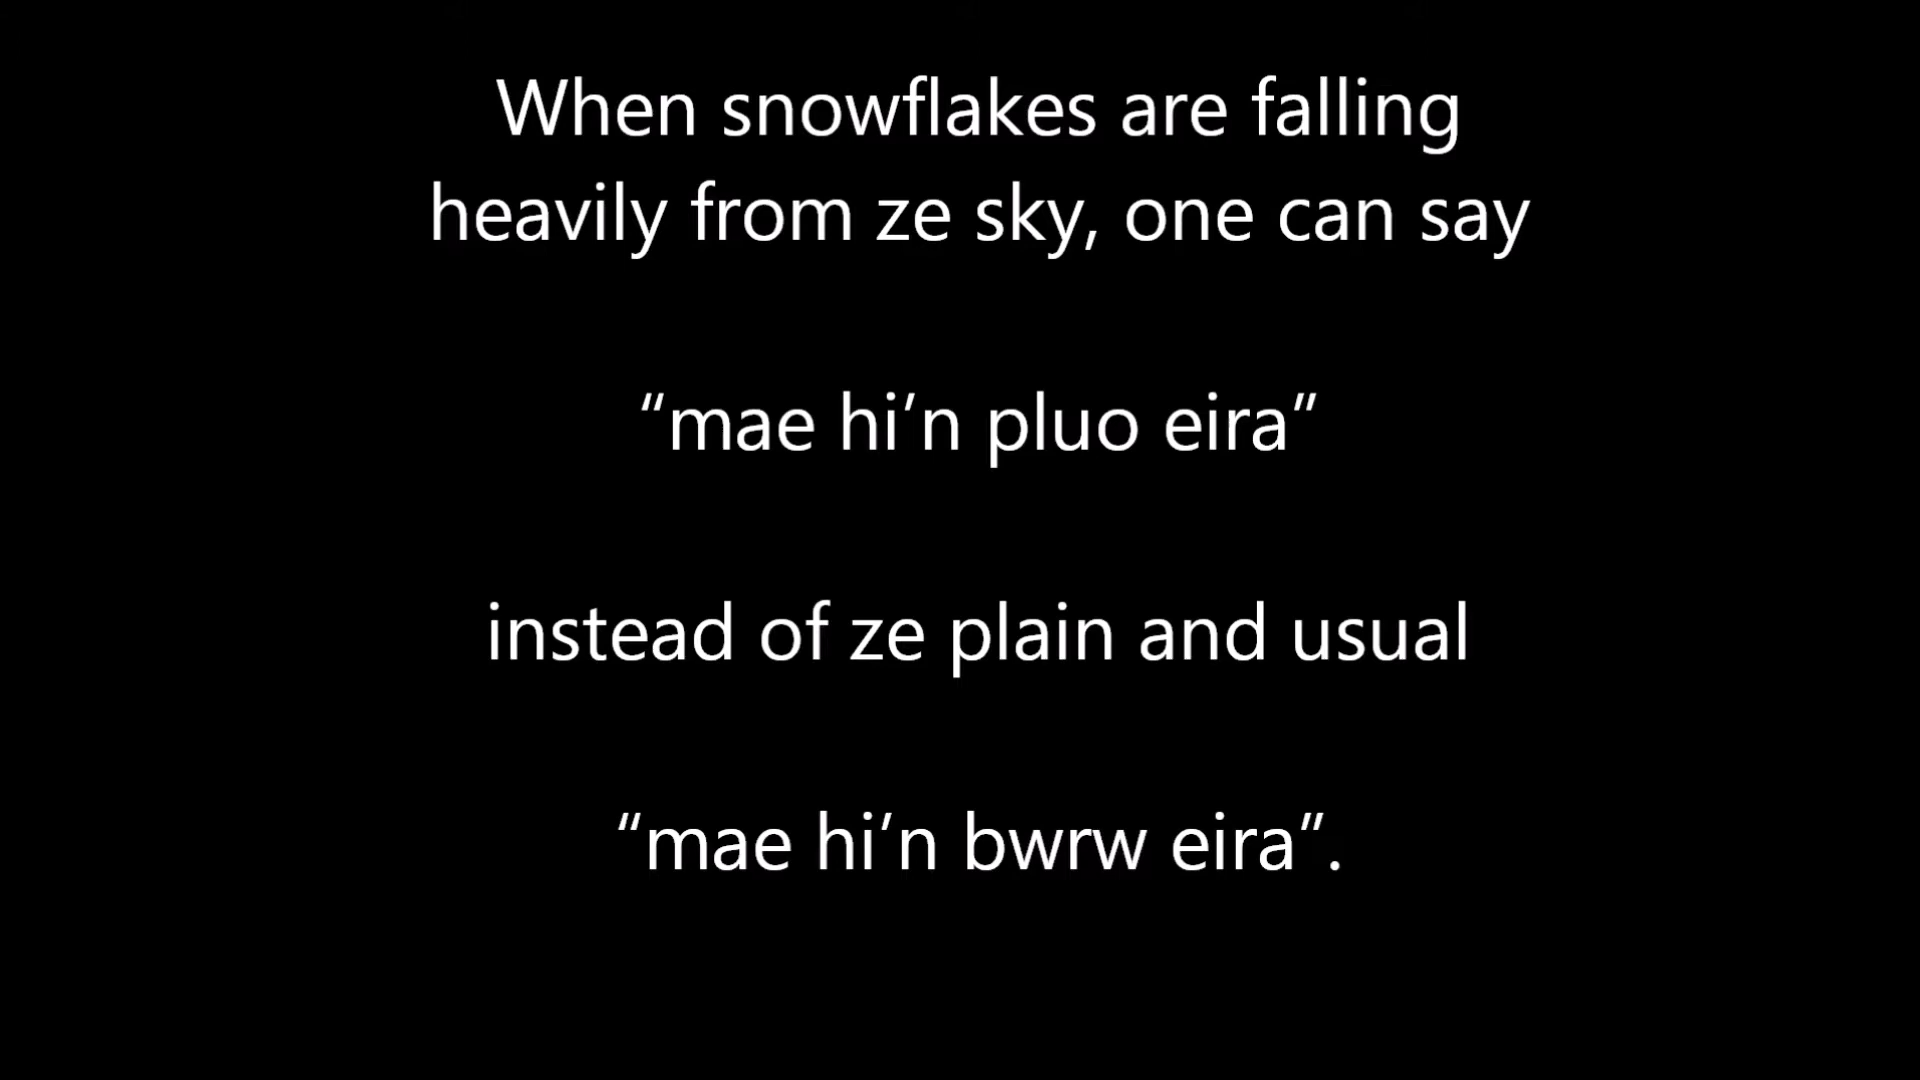 When snowflakes are falling
heavily from ze sky, one can say
“mae hi’n pluo eira”
instead of ze plain and usual
“mae hi’n bwrw eira”.